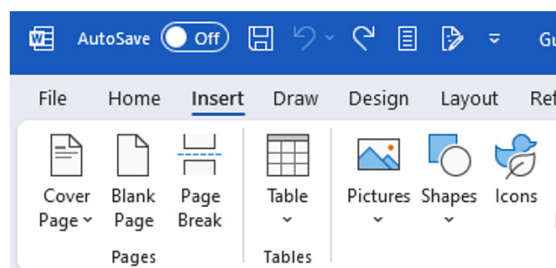 AutoSave Off
File Home Insert Draw Design Layout
Cover Page Blank Page Page Break Table Pictures Shapes Icons
Pages Tables